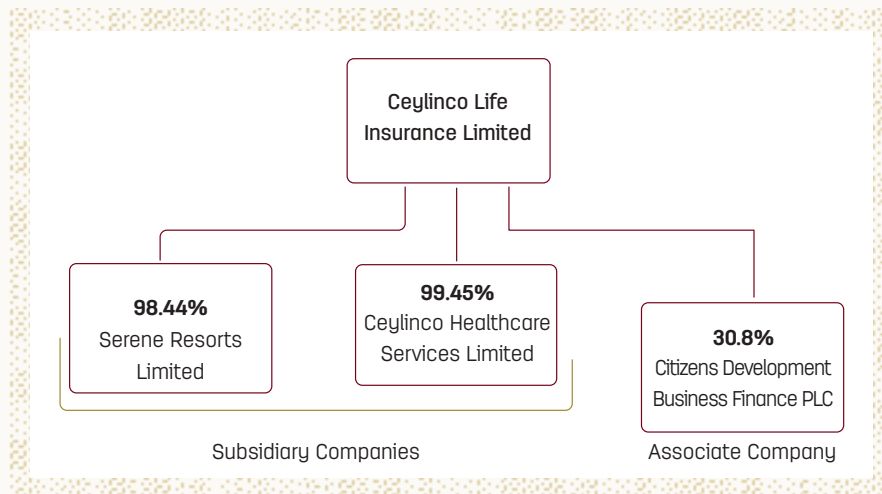 Ceylinco Life
Insurance Limited
98.44%
Serene Resorts
Limited
99.45%
Ceylinco Healthcare
Services Limited
30.8%
Citizens Development
Business Finance PLC
Subsidiary Companies
Associate Company